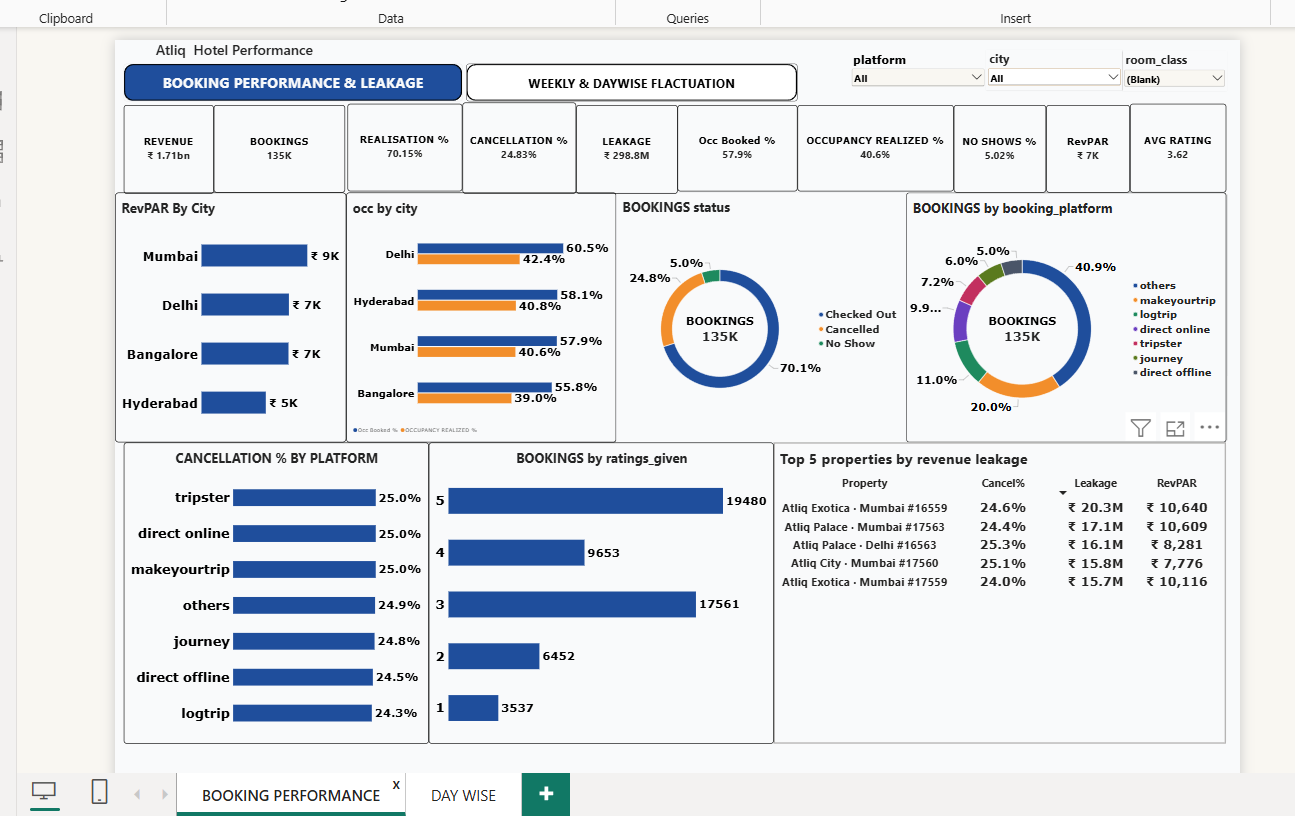 Clipboard
Data
Queries
Insert
Atliq Hotel Performance
BOOKING PERFORMANCE & LEAKAGE
WEEKLY & DAYWISE FLACTUATION
platform
All
city
All
room_class
(Blank)
REVENUE
₹ 1.71bn
BOOKINGS
135K
REALISATION %
70.15%
CANCELLATION %
24.83%
LEAKAGE
₹ 298.8M
Occ Booked %
57.9%
OCCUPANCY REALIZED %
40.6%
NO SHOWS %
5.02%
RevPAR
₹ 7K
AVG RATING
3.62
RevPAR By City
Mumbai ₹ 9K
Delhi ₹ 7K
Bangalore ₹ 7K
Hyderabad ₹ 5K
occ by city
Delhi 60.5%
42.4%
Hyderabad 58.1%
40.8%
Mumbai 57.9%
40.6%
Bangalore 55.8%
39.0%
Occ Booked % OCCUPANCY REALIZED %
BOOKINGS status
5.0%
24.8%
BOOKINGS
135K
70.1%
Checked Out
Cancelled
No Show
BOOKINGS by booking_platform
5.0%
6.0%
40.9%
7.2%
9.9...
BOOKINGS
135K
11.0%
20.0%
others
makeyourtrip
logtrip
direct online
tripster
journey
direct offline
CANCELLATION % BY PLATFORM
tripster 25.0%
direct online 25.0%
makeyourtrip 25.0%
others 24.9%
journey 24.8%
direct offline 24.5%
logtrip 24.3%
BOOKINGS by ratings_given
5 19480
4 9653
3 17561
2 6452
1 3537
Top 5 properties by revenue leakage
Property Cancel% Leakage RevPAR
Atliq Exotica · Mumbai #16559 24.6% ₹ 20.3M ₹ 10,640
Atliq Palace · Mumbai #17563 24.4% ₹ 17.1M ₹ 10,609
Atliq Palace · Delhi #16563 25.3% ₹ 16.1M ₹ 8,281
Atliq City · Mumbai #17560 25.1% ₹ 15.8M ₹ 7,776
Atliq Exotica · Mumbai #17559 24.0% ₹ 15.7M ₹ 10,116
BOOKING PERFORMANCE x
DAY WISE
+